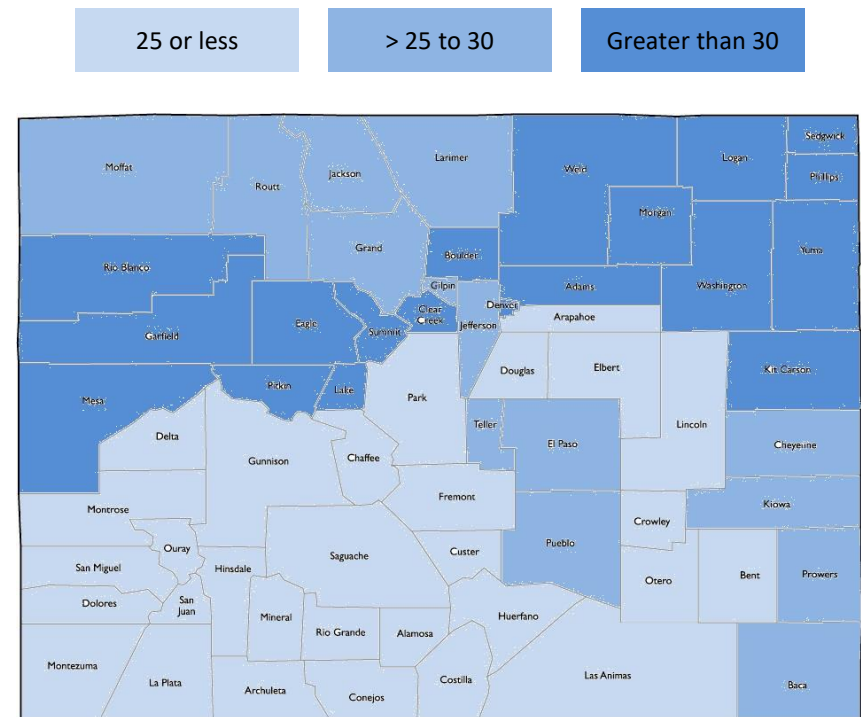 25 or less
> 25 to 30
Greater than 30
Moffat
Routt
Jackson
Larimer
Weld
Logan
Sedgwick
Phillips
Morgan
Grand
Boulder
Rio Blanco
Washington
Yuma
Gilpin
Adams
Clear
Creek
Denver
Eagle
Summit
Jefferson
Arapahoe
Garfield
Douglas
Elbert
Kit Carson
Pitkin
Lake
Mesa
Park
Teller
Lincoln
Delta
El Paso
Cheyenne
Gunnison
Chaffee
Fremont
Kiowa
Montrose
Crowley
Ouray
Pueblo
Saguache
Custer
San Miguel
Hinsdale
Otero
Bent
Prowers
Dolores
San
Juan
Mineral
Huerfano
Rio Grande
Alamosa
Montezuma
La Plata
Archuleta
Conejos
Costilla
Las Animas
Baca